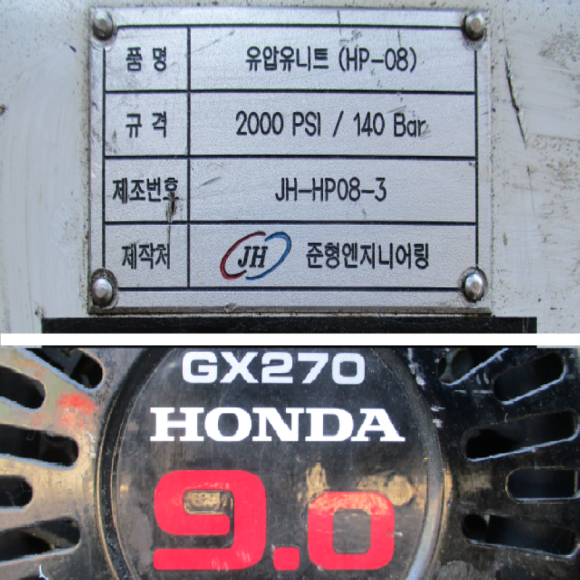 품 명 유압유니트 (HP-08)
규 격 2000 PSI / 140 Bar
제조번호 JH-HP08-3
제작처 JH 준형엔지니어링
GX270
HONDA
9.0